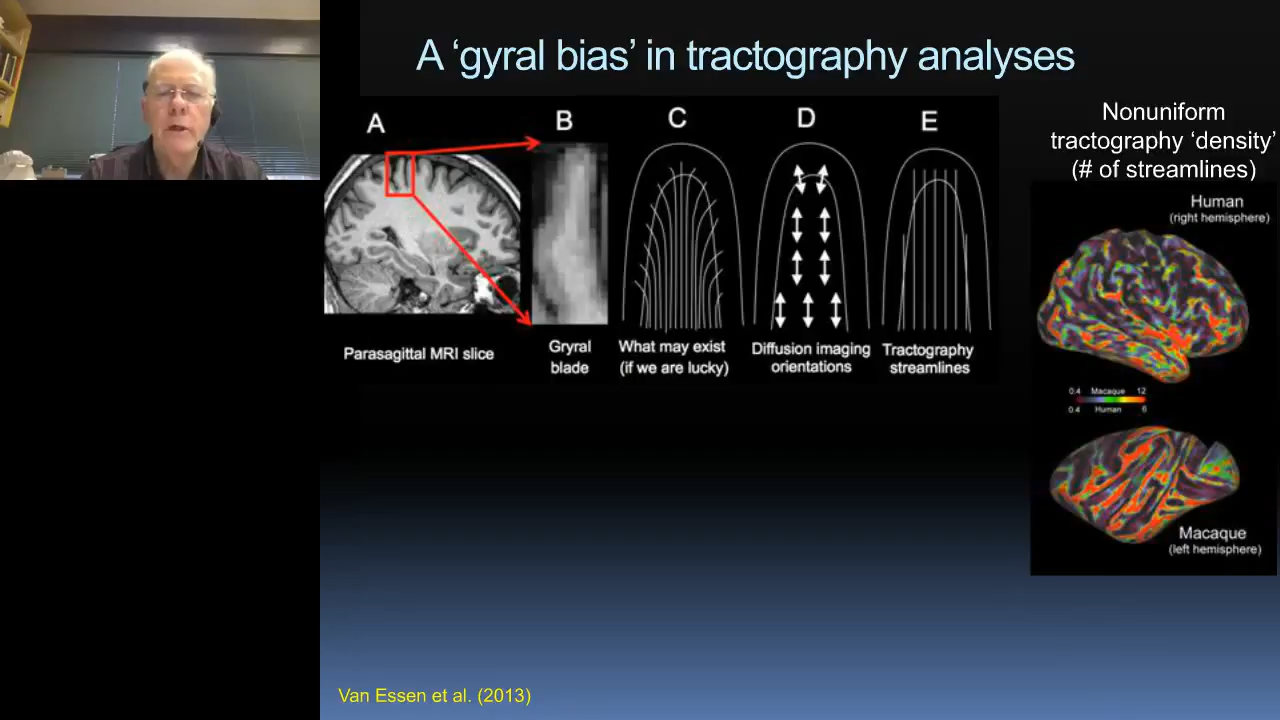 A ‘gyral bias’ in tractography analyses
A
B
C
D
E
Parasagittal MRI slice
Gryral
blade
What may exist
(if we are lucky)
Diffusion imaging
orientations
Tractography
streamlines
Nonuniform
tractography ‘density’
(# of streamlines)
Human
(right hemisphere)
0.4 Macaque 12
0.4 Human 6
Macaque
(left hemisphere)
Van Essen et al. (2013)